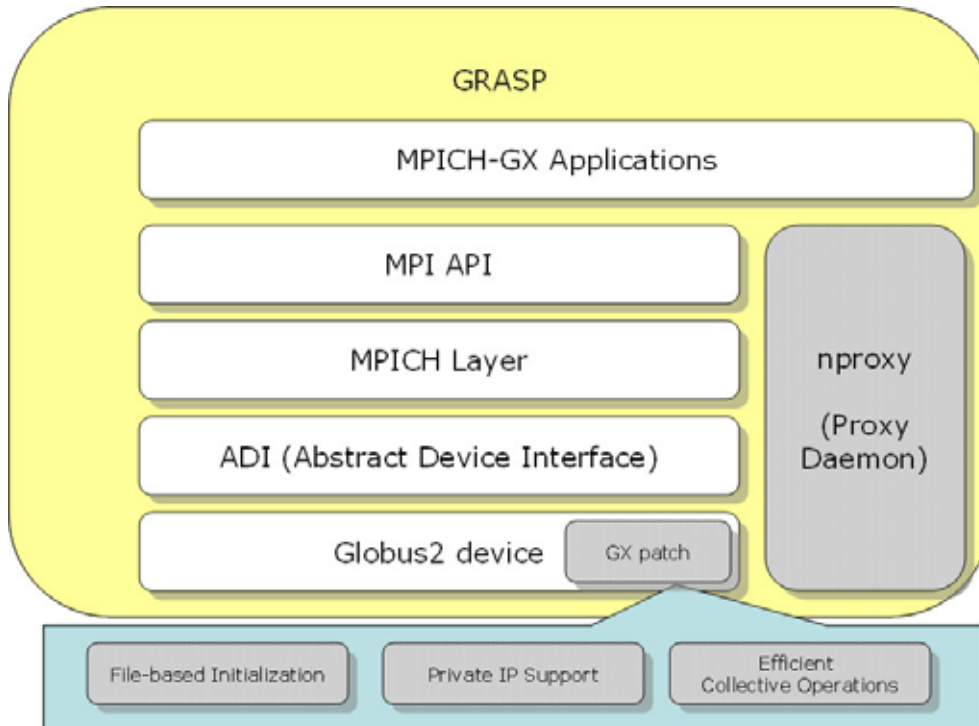 GRASP
MPICH-GX Applications
MPI API
MPICH Layer
ADI (Abstract Device Interface)
Globus2 device
GX patch
nproxy
(Proxy
Daemon)
File-based Initialization
Private IP Support
Efficient
Collective Operations